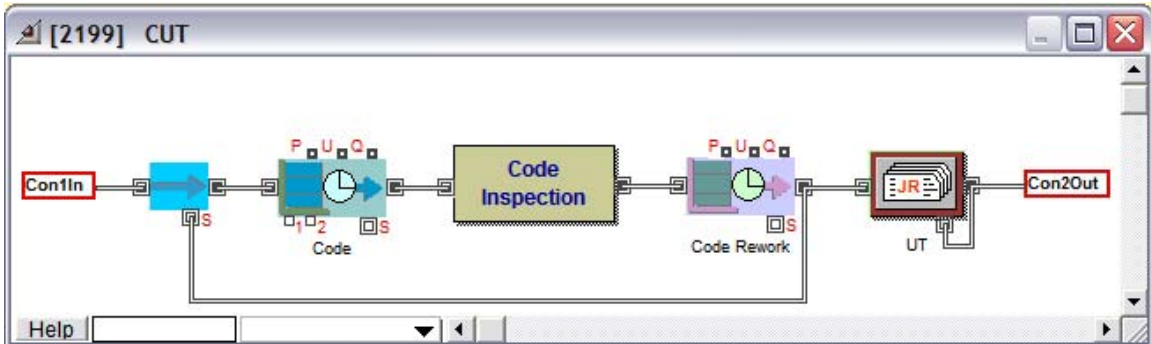 [2199] CUT
Con1In
S
P U Q
1 2
S
Code
Code
Inspection
P U Q
S
Code Rework
JR
UT
Con2Out
Help